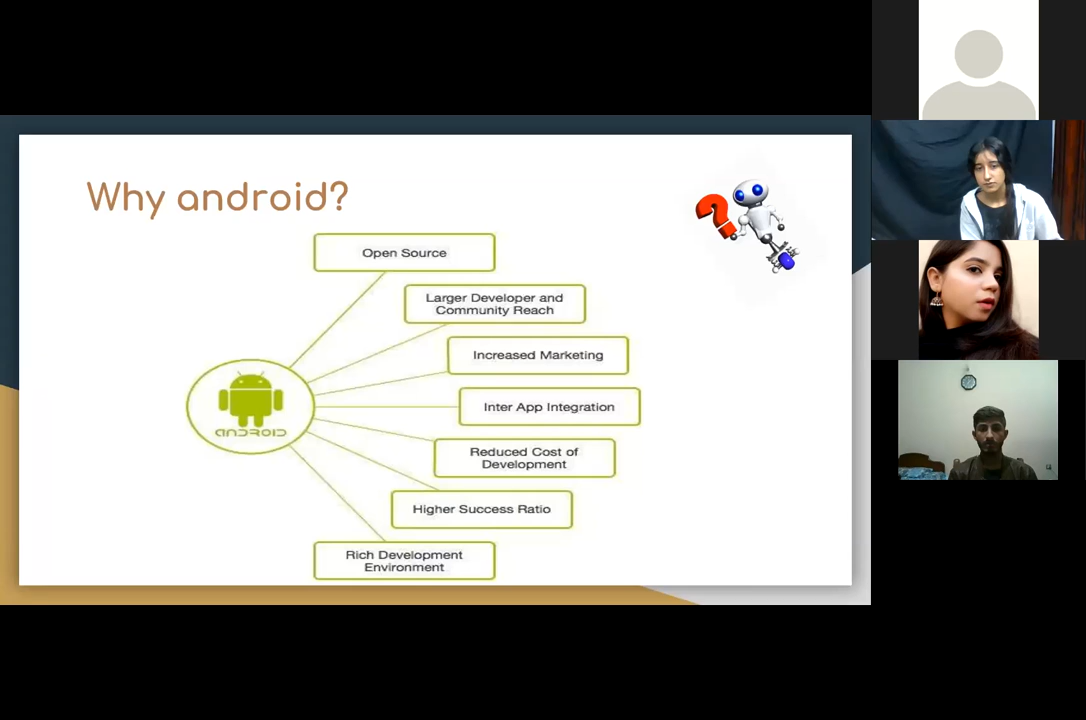 Why android?
Open Source
Larger Developer and
Community Reach
Increased Marketing
Inter App Integration
ANDROID
Reduced Cost of
Development
Higher Success Ratio
Rich Development
Environment